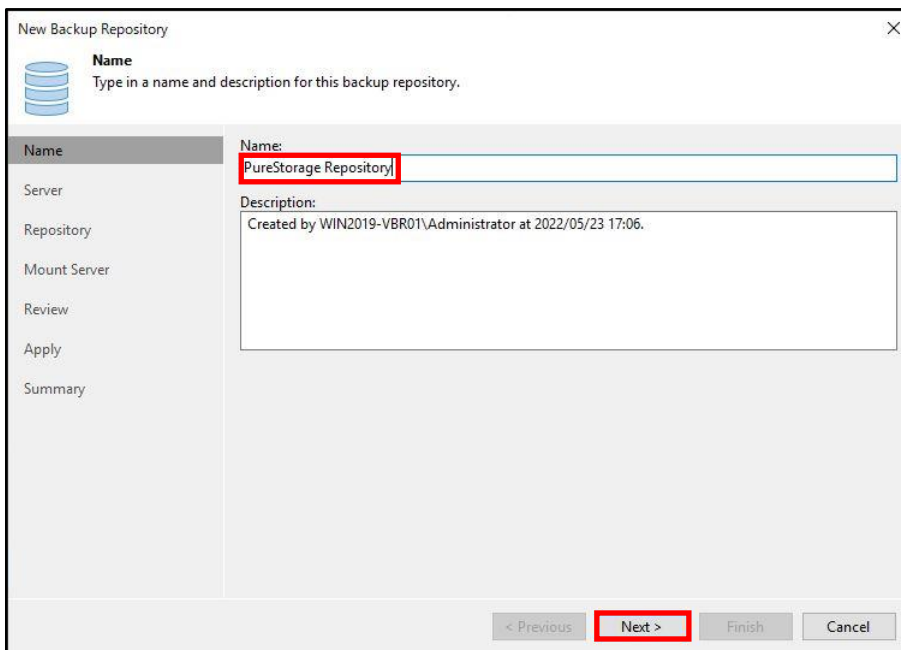 New Backup Repository
Name
Type in a name and description for this backup repository.
Name
Server
Repository
Mount Server
Review
Apply
Summary
Name:
PureStorage Repository
Description:
Created by WIN2019-VBR01\Administrator at 2022/05/23 17:06.
< Previous
Next >
Finish
Cancel